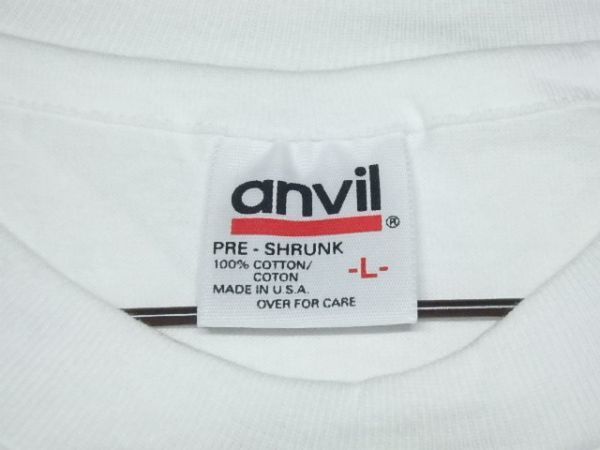 anvil®
PRE - SHRUNK
100% COTTON/
COTON
-L-
MADE IN U.S.A.
OVER FOR CARE